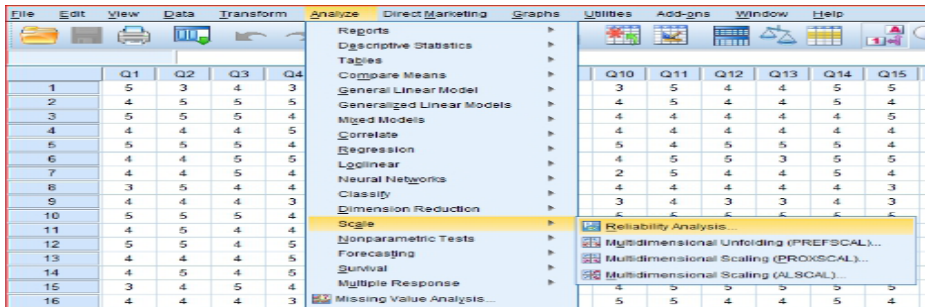 File Edit View Data Transform Analyze Direct Marketing Graphs Utilities Add-ons Window Help
Q1 Q2 Q3 Q4
1 5 3 4 3
2 4 5 5 5
3 5 5 5 4
4 4 4 4 5
5 5 5 5 4
6 4 4 5 5
7 4 4 5 4
8 3 5 4 4
9 4 4 4 3
10 5 5 5 4
11 4 5 4 4
12 5 5 4 5
13 4 4 4 5
14 4 5 4 5
15 3 4 5 4
16 4 4 4 3
Reports
Descriptive Statistics
Tables
Compare Means
General Linear Model
Generalized Linear Models
Mixed Models
Correlate
Regression
Loglinear
Neural Networks
Classify
Dimension Reduction
Scale
Nonparametric Tests
Forecasting
Survival
Multiple Response
Missing Value Analysis...
Q10 Q11 Q12 Q13 Q14 Q15
3 5 4 4 5 5
4 5 4 4 5 4
4 4 4 4 4 5
4 4 4 4 4 4
5 4 5 4 5 4
4 5 5 3 5 5
2 5 4 4 5 4
4 4 4 4 4 3
3 4 3 4 3 3
Reliability Analysis...
Multidimensional Unfolding (PREFSCAL)...
Multidimensional Scaling (PROXSCAL)...
Multidimensional Scaling (ALSCAL)...
5 5 4 4 5 4